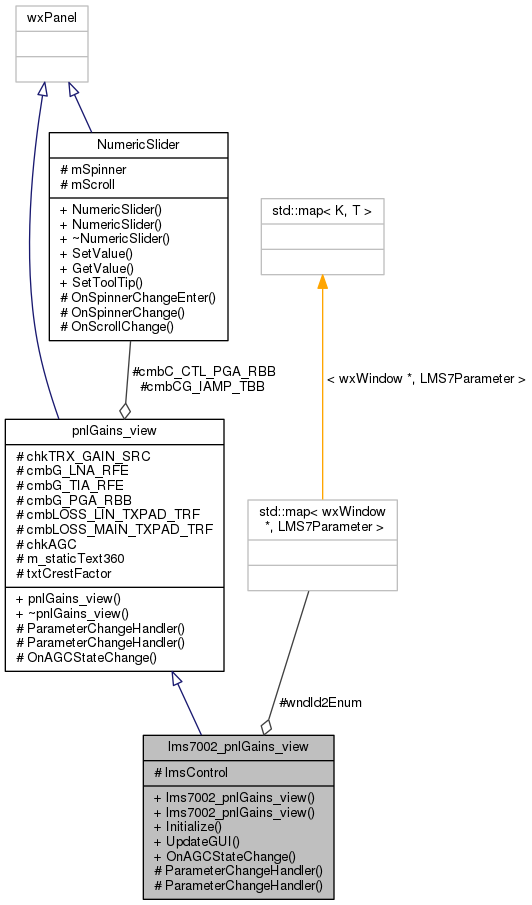 wxPanel
NumericSlider
# mSpinner
# mScroll
+ NumericSlider()
+ NumericSlider()
+ ~NumericSlider()
+ SetValue()
+ GetValue()
+ SetToolTip()
# OnSpinnerChangeEnter()
# OnSpinnerChange()
# OnScrollChange()
std::map< K, T >
#cmbC_CTL_PGA_RBB
#cmbCG_IAMP_TBB
< wxWindow *, LMS7Parameter >
pnlGains_view
# chkTRX_GAIN_SRC
# cmbG_LNA_RFE
# cmbG_TIA_RFE
# cmbG_PGA_RBB
# cmbLOSS_LIN_TXPAD_TRF
# cmbLOSS_MAIN_TXPAD_TRF
# chkAGC
# m_staticText360
# txtCrestFactor
+ pnlGains_view()
+ ~pnlGains_view()
# ParameterChangeHandler()
# ParameterChangeHandler()
# OnAGCStateChange()
std::map< wxWindow
*, LMS7Parameter >
#wndId2Enum
lms7002_pnlGains_view
# lmsControl
+ lms7002_pnlGains_view()
+ lms7002_pnlGains_view()
+ Initialize()
+ UpdateGUI()
+ OnAGCStateChange()
# ParameterChangeHandler()
# ParameterChangeHandler()